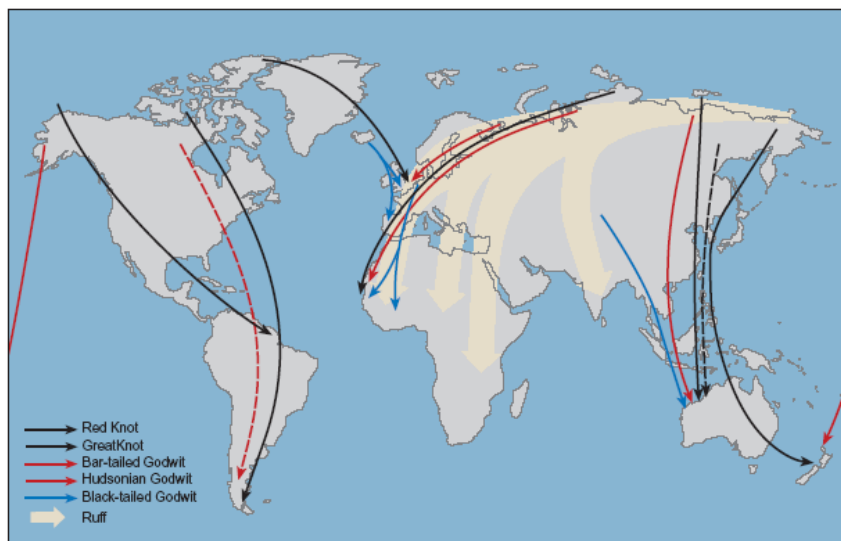 Red Knot
GreatKnot
Bar-tailed Godwit
Hudsonian Godwit
Black-tailed Godwit
Ruff